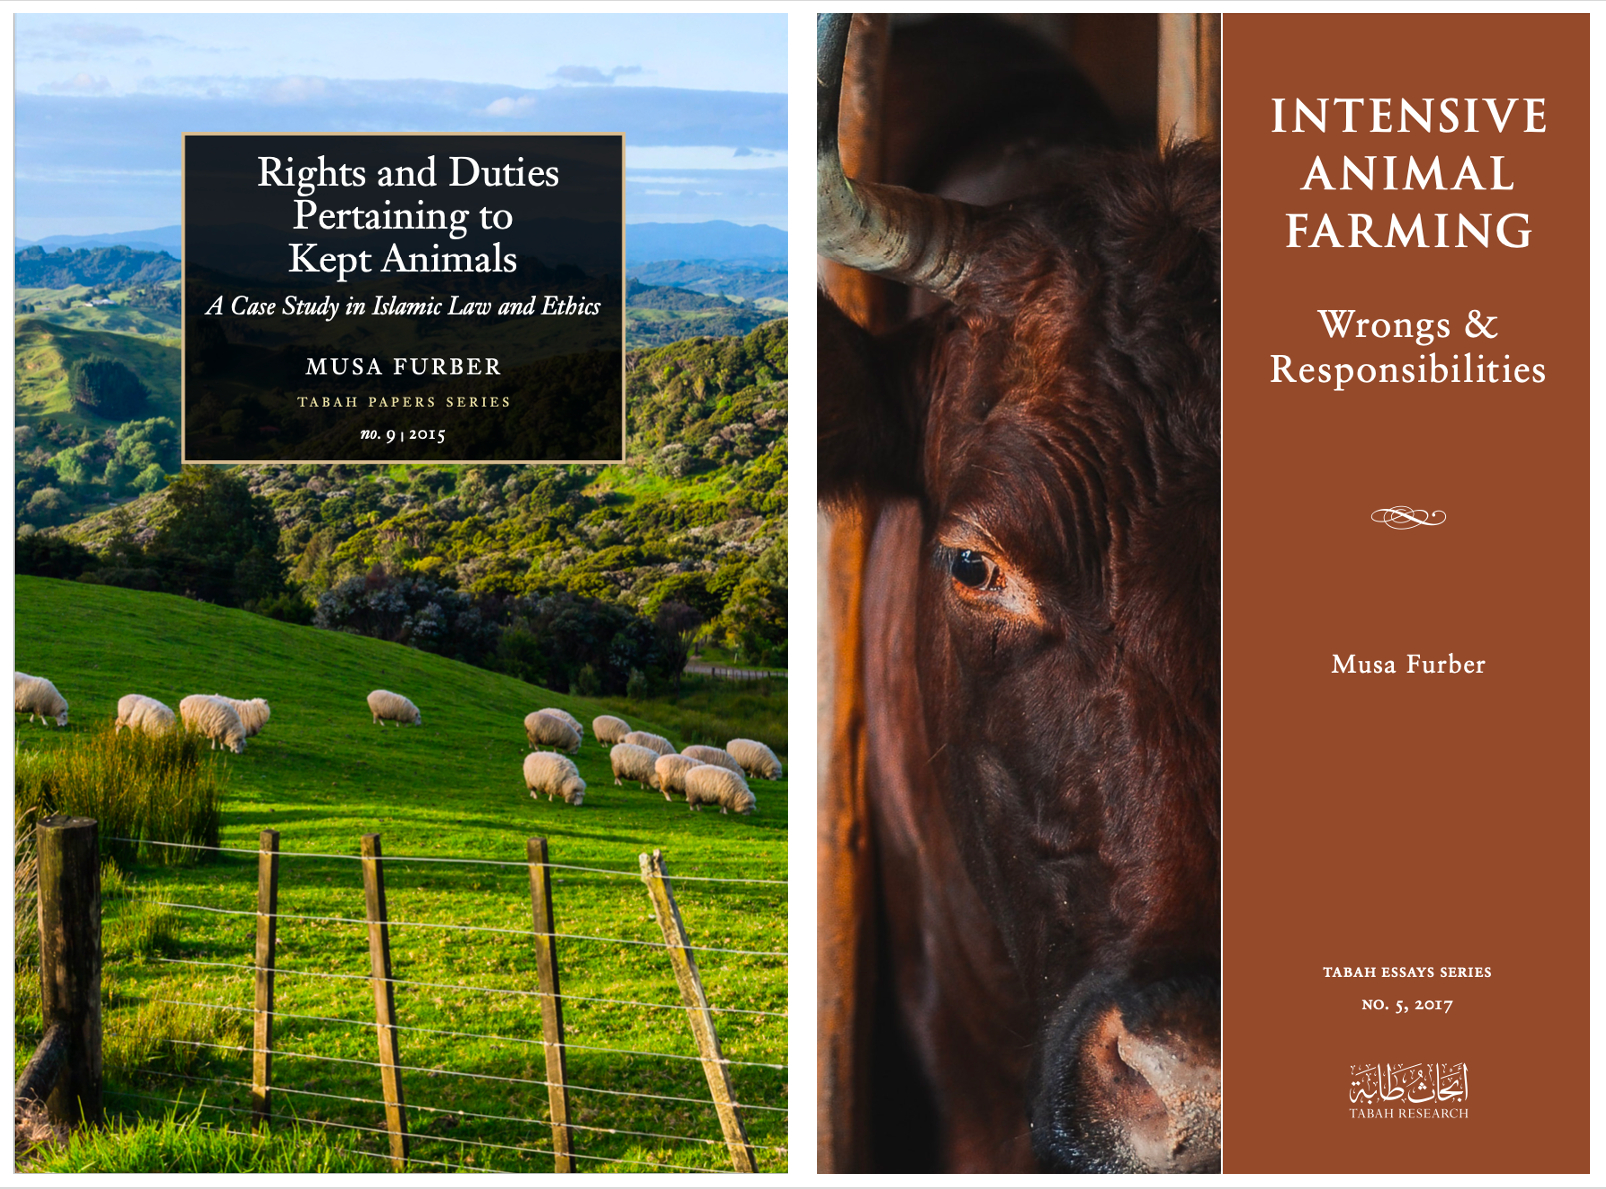 Rights and Duties
Pertaining to
Kept Animals
A Case Study in Islamic Law and Ethics
MUSA FURBER
TABAH PAPERS SERIES
no. 9 | 2015
INTENSIVE
ANIMAL
FARMING
Wrongs &
Responsibilities
Musa Furber
TABAH ESSAYS SERIES
NO. 5, 2017
أبحاث طابة
TABAH RESEARCH